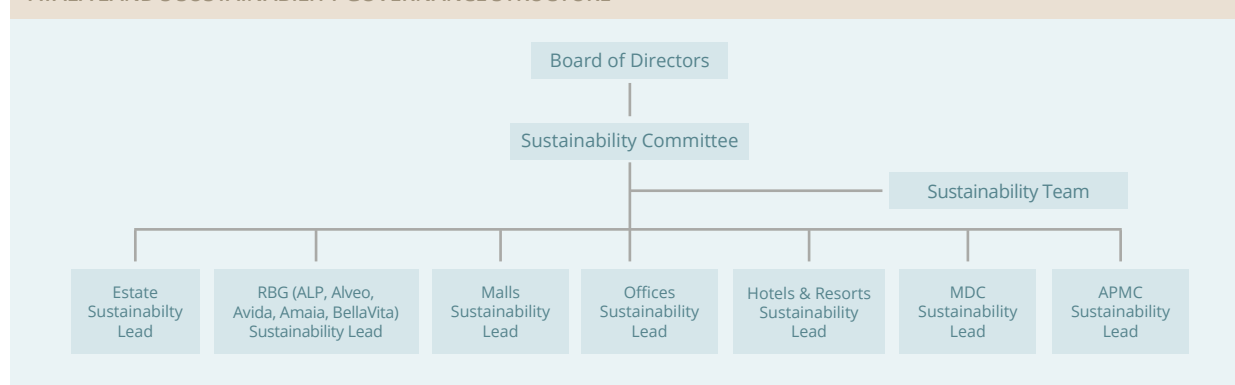 Board of Directors
Sustainability Committee
Sustainability Team
Estate
Sustainabilty
Lead
RBG (ALP, Alveo,
Avida, Amaia, BellaVita)
Sustainability Lead
Malls
Sustainability
Lead
Offices
Sustainability
Lead
Hotels & Resorts
Sustainability
Lead
MDC
Sustainability
Lead
APMC
Sustainability
Lead